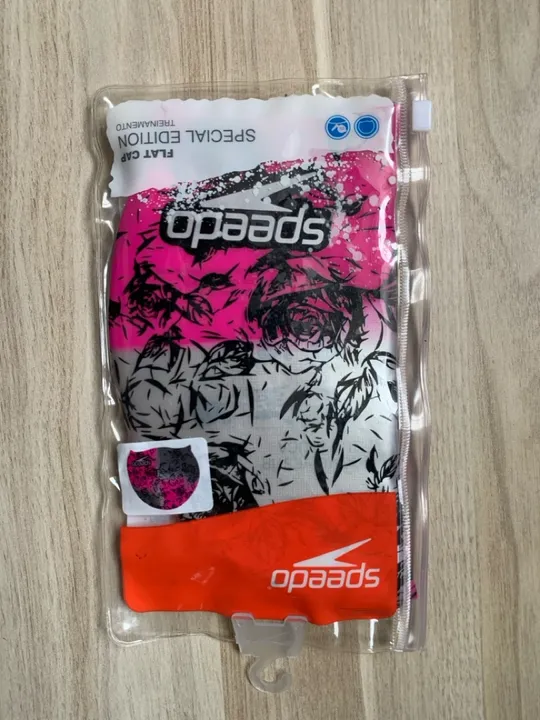 speedo
speedo
FLAT CAP
SPECIAL EDITION
TREINAMENTO